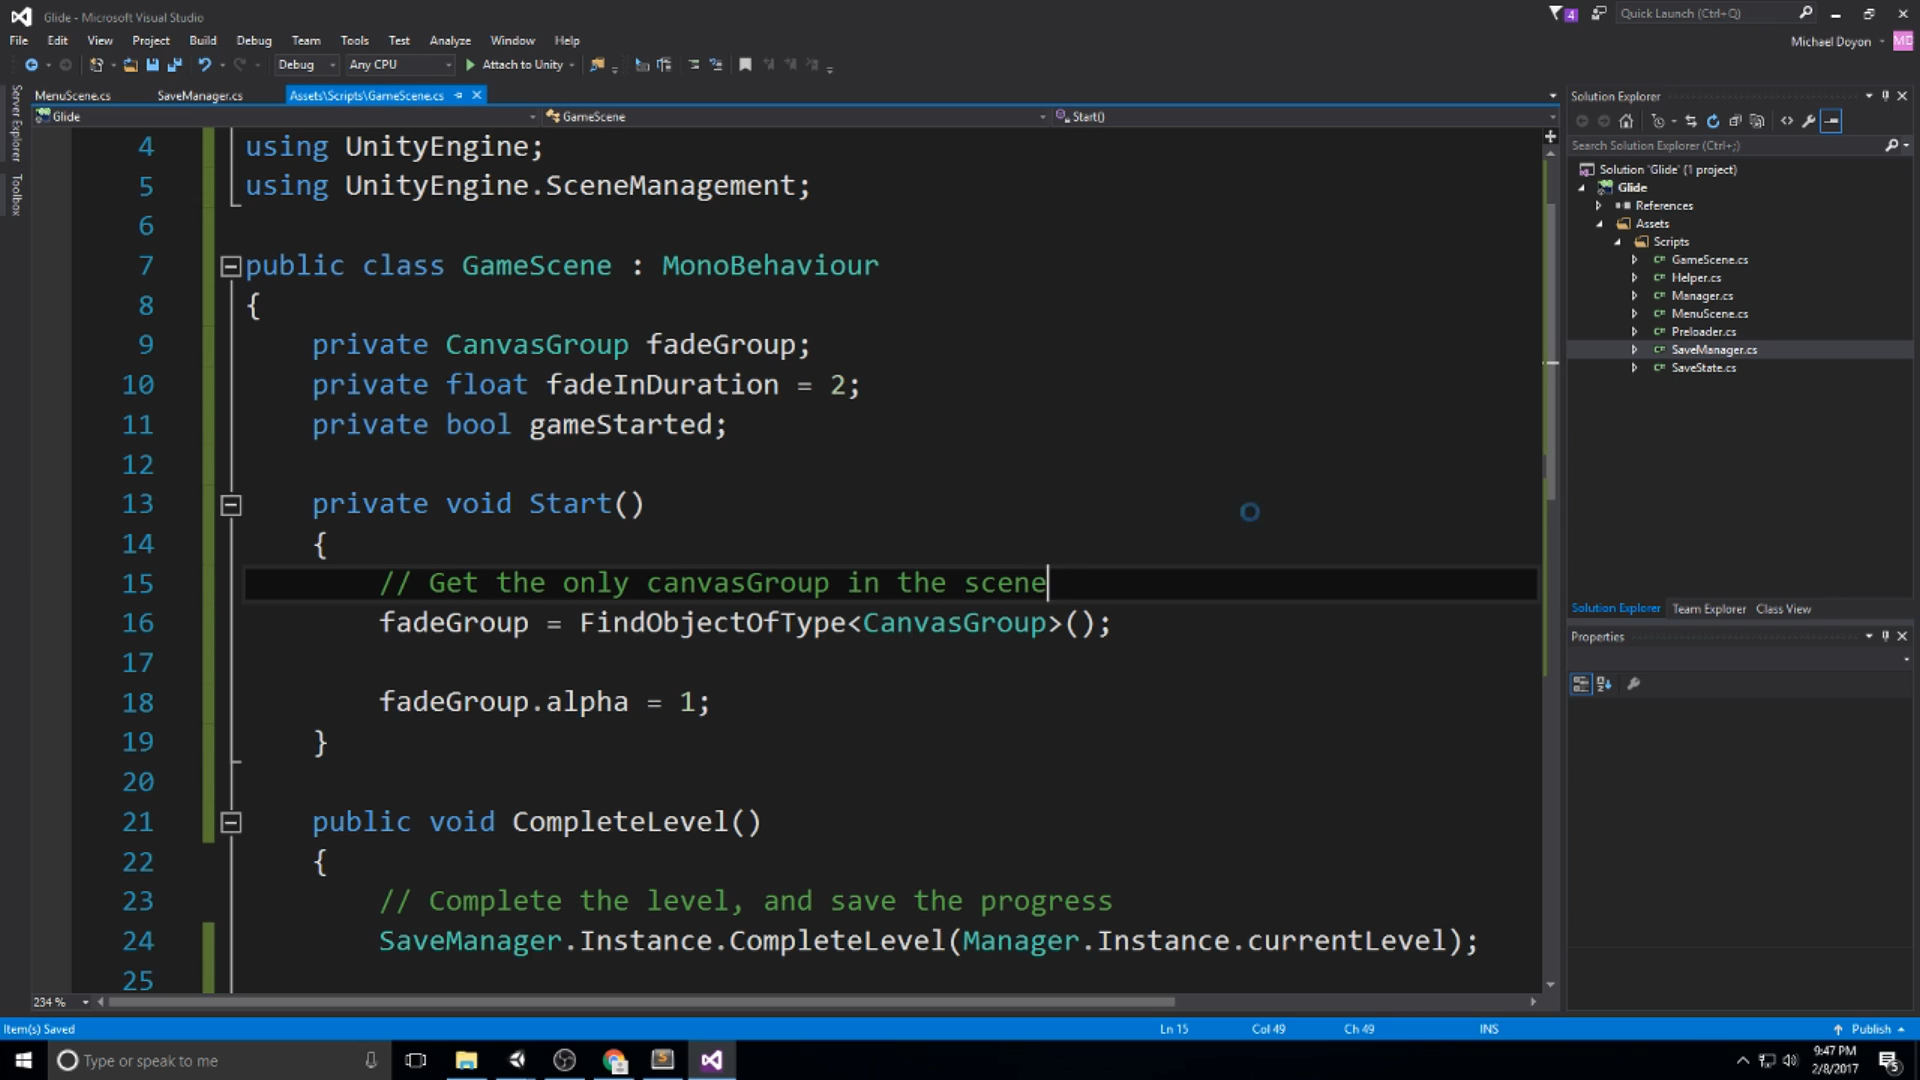 Glide - Microsoft Visual Studio
4
Quick Launch (Ctrl+Q)
File Edit View Project Build Debug Team Tools Test Analyze Window Help
Michael Doyon MD
Debug Any CPU Attach to Unity
MenuScene.cs SaveManager.cs Assets\Scripts\GameScene.cs
Glide GameScene Start()
Server Explorer
Toolbox
4 using UnityEngine;
5 using UnityEngine.SceneManagement;
6
7 public class GameScene : MonoBehaviour
8 {
9 private CanvasGroup fadeGroup;
10 private float fadeInDuration = 2;
11 private bool gameStarted;
12
13 private void Start()
14 {
15 // Get the only canvasGroup in the scene
16 fadeGroup = FindObjectOfType<CanvasGroup>();
17
18 fadeGroup.alpha = 1;
19 }
20
21 public void CompleteLevel()
22 {
23 // Complete the level, and save the progress
24 SaveManager.Instance.CompleteLevel(Manager.Instance.currentLevel);
25
234 %
Solution Explorer
Search Solution Explorer (Ctrl+;)
Solution 'Glide' (1 project)
Glide
References
Assets
Scripts
GameScene.cs
Helper.cs
Manager.cs
MenuScene.cs
Preloader.cs
SaveManager.cs
SaveState.cs
Solution Explorer Team Explorer Class View
Properties
Item(s) Saved Ln 15 Col 49 Ch 49 INS Publish
Type or speak to me
9:47 PM
2/8/2017
5